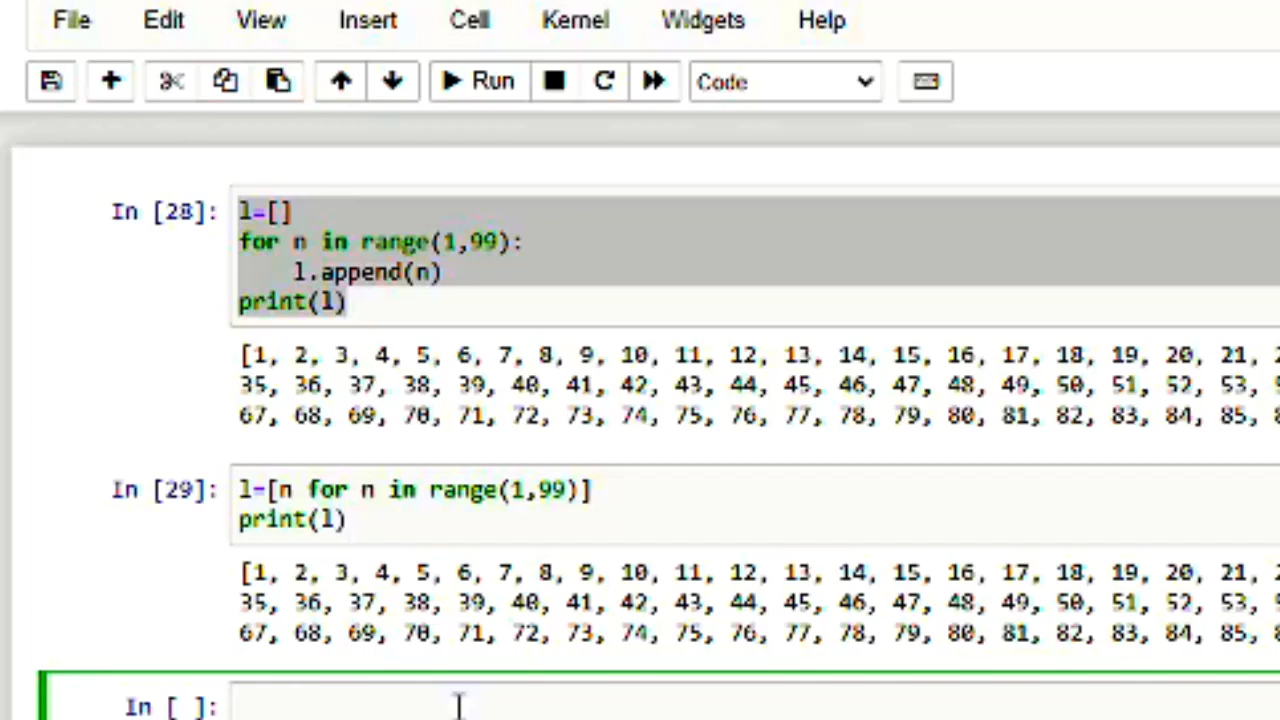 File Edit View Insert Cell Kernel Widgets Help
Run Code
In [28]: l=[]
for n in range(1,99):
    l.append(n)
print(l)
[1, 2, 3, 4, 5, 6, 7, 8, 9, 10, 11, 12, 13, 14, 15, 16, 17, 18, 19, 20, 21,
35, 36, 37, 38, 39, 40, 41, 42, 43, 44, 45, 46, 47, 48, 49, 50, 51, 52, 53,
67, 68, 69, 70, 71, 72, 73, 74, 75, 76, 77, 78, 79, 80, 81, 82, 83, 84, 85,
In [29]: l=[n for n in range(1,99)]
print(l)
[1, 2, 3, 4, 5, 6, 7, 8, 9, 10, 11, 12, 13, 14, 15, 16, 17, 18, 19, 20, 21,
35, 36, 37, 38, 39, 40, 41, 42, 43, 44, 45, 46, 47, 48, 49, 50, 51, 52, 53,
67, 68, 69, 70, 71, 72, 73, 74, 75, 76, 77, 78, 79, 80, 81, 82, 83, 84, 85,
In [ ]: